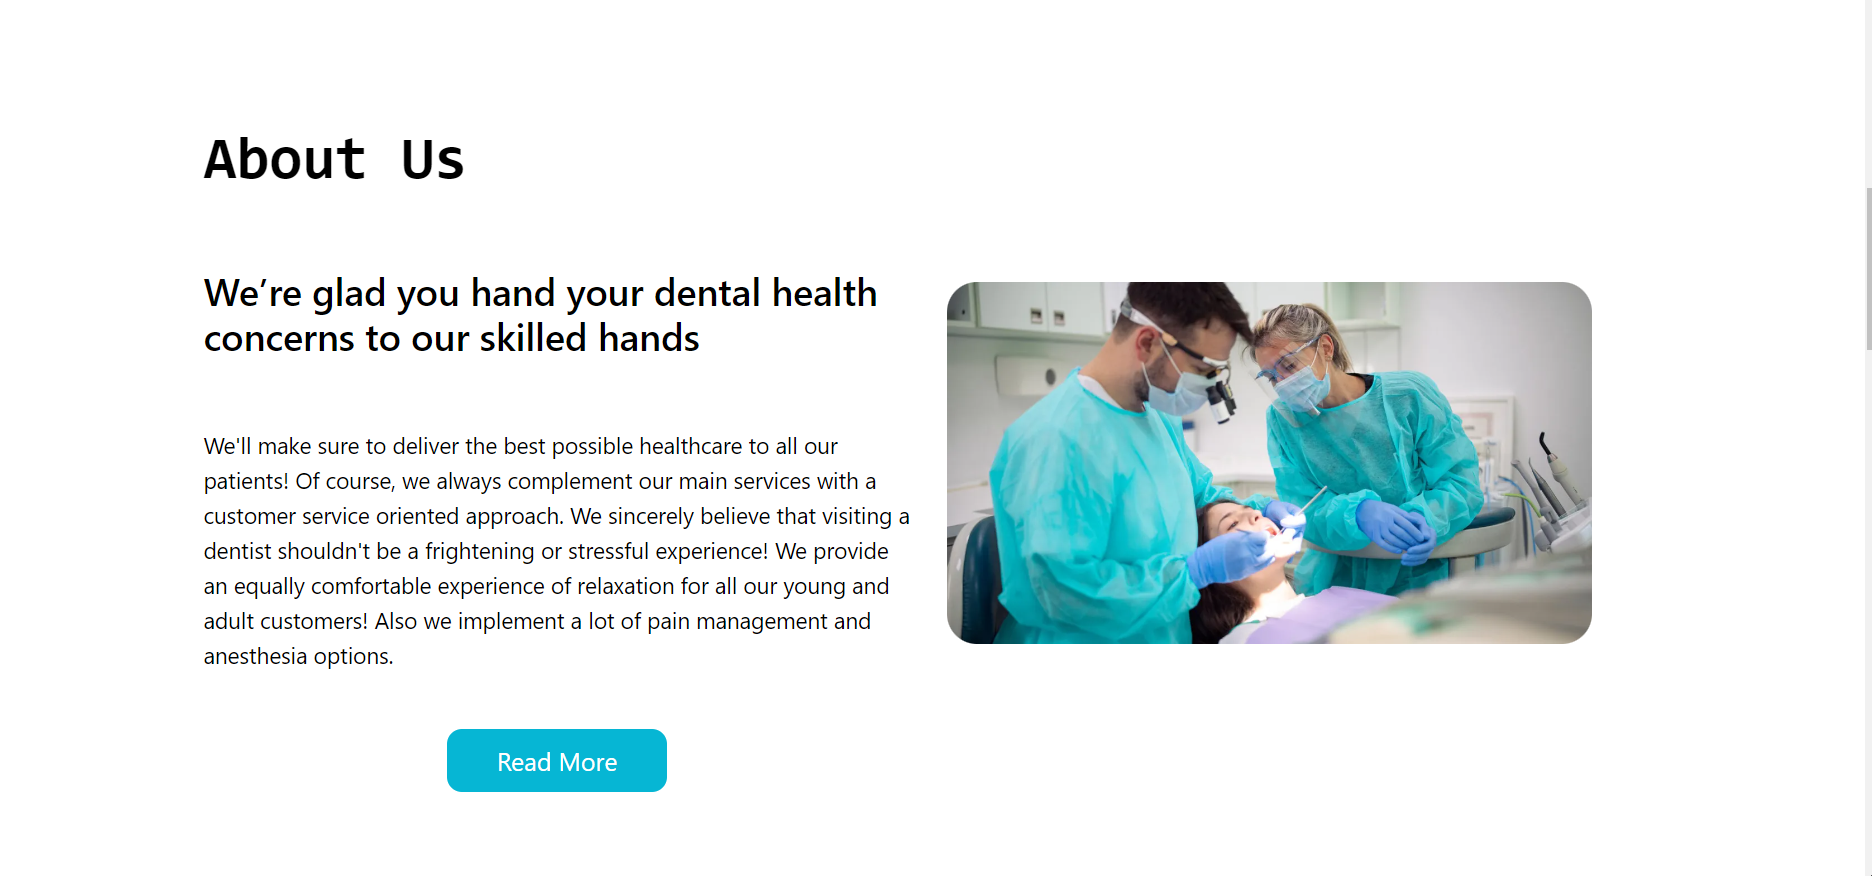 About Us
We’re glad you hand your dental health
concerns to our skilled hands
We'll make sure to deliver the best possible healthcare to all our
patients! Of course, we always complement our main services with a
customer service oriented approach. We sincerely believe that visiting a
dentist shouldn't be a frightening or stressful experience! We provide
an equally comfortable experience of relaxation for all our young and
adult customers! Also we implement a lot of pain management and
anesthesia options.
Read More